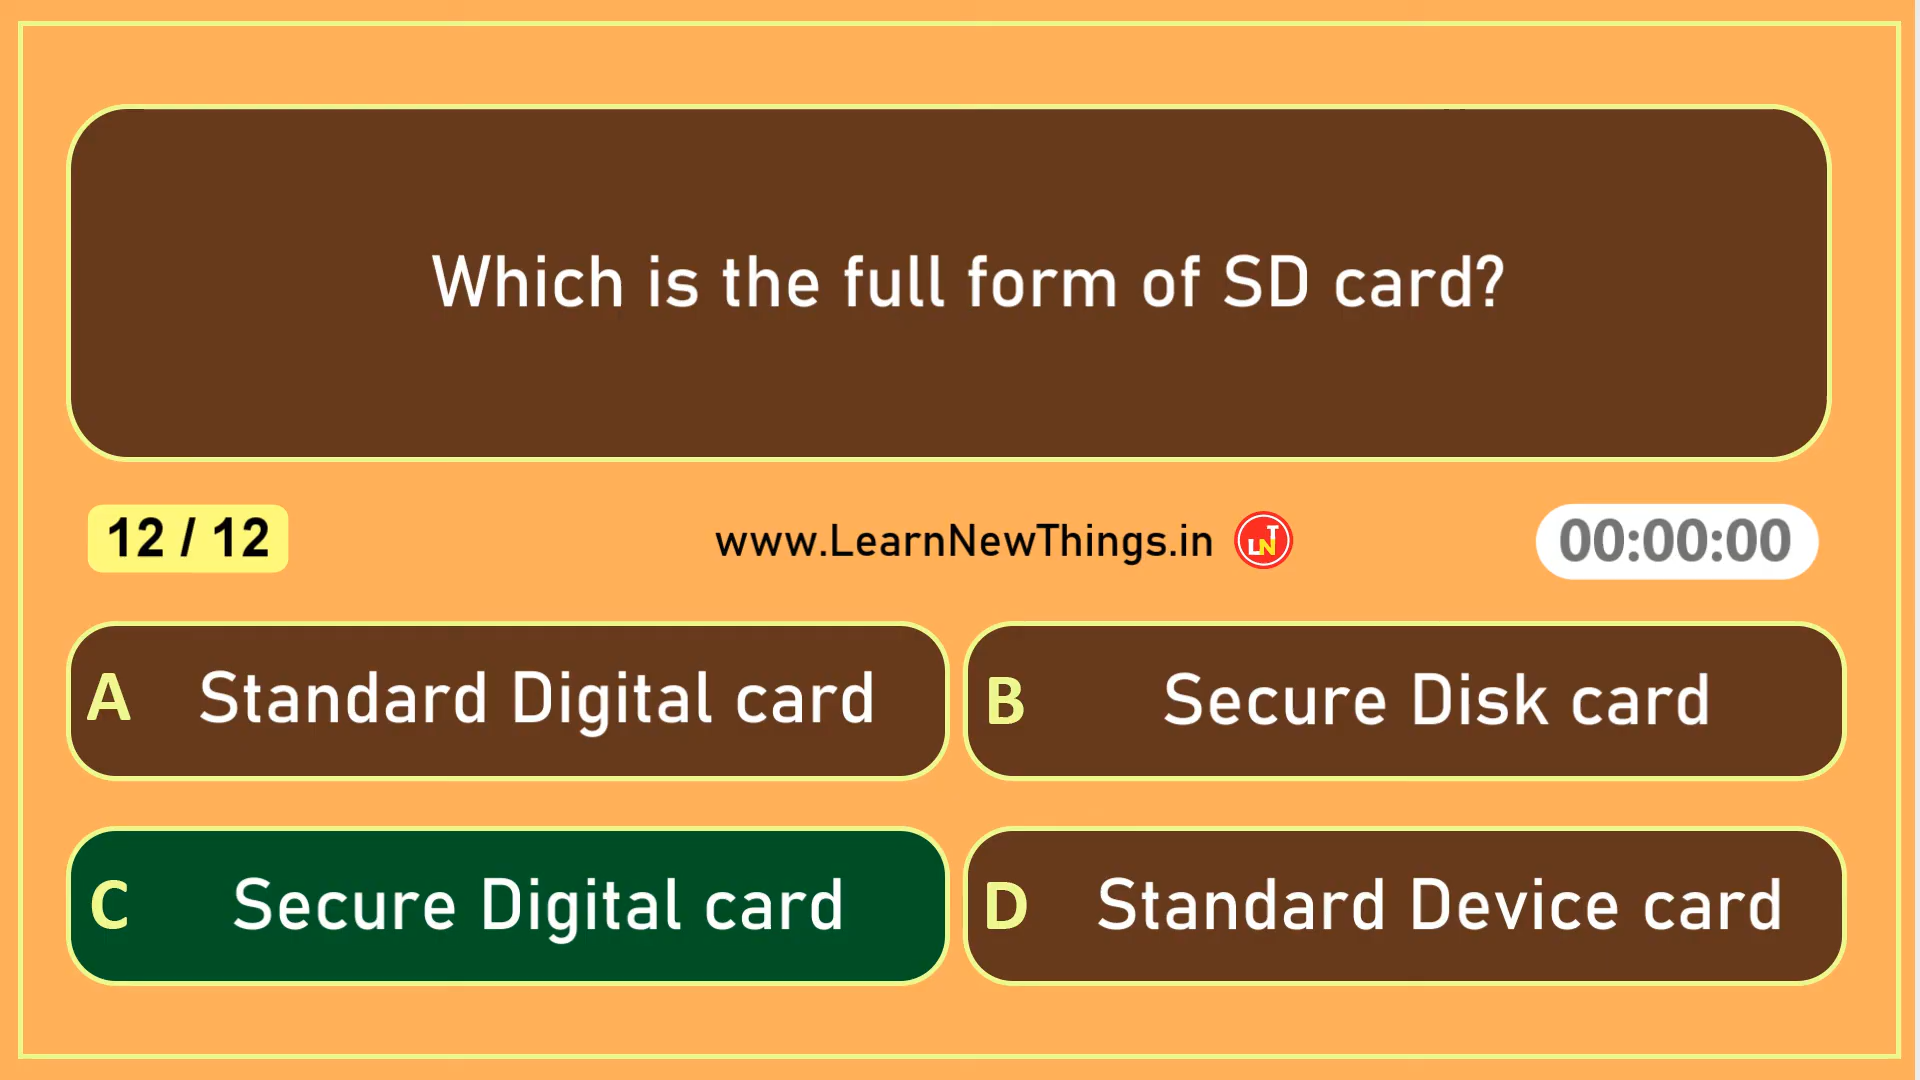 Which is the full form of SD card?
12 / 12
www.LearnNewThings.in
LNT
00:00:00
A Standard Digital card
B Secure Disk card
C Secure Digital card
D Standard Device card